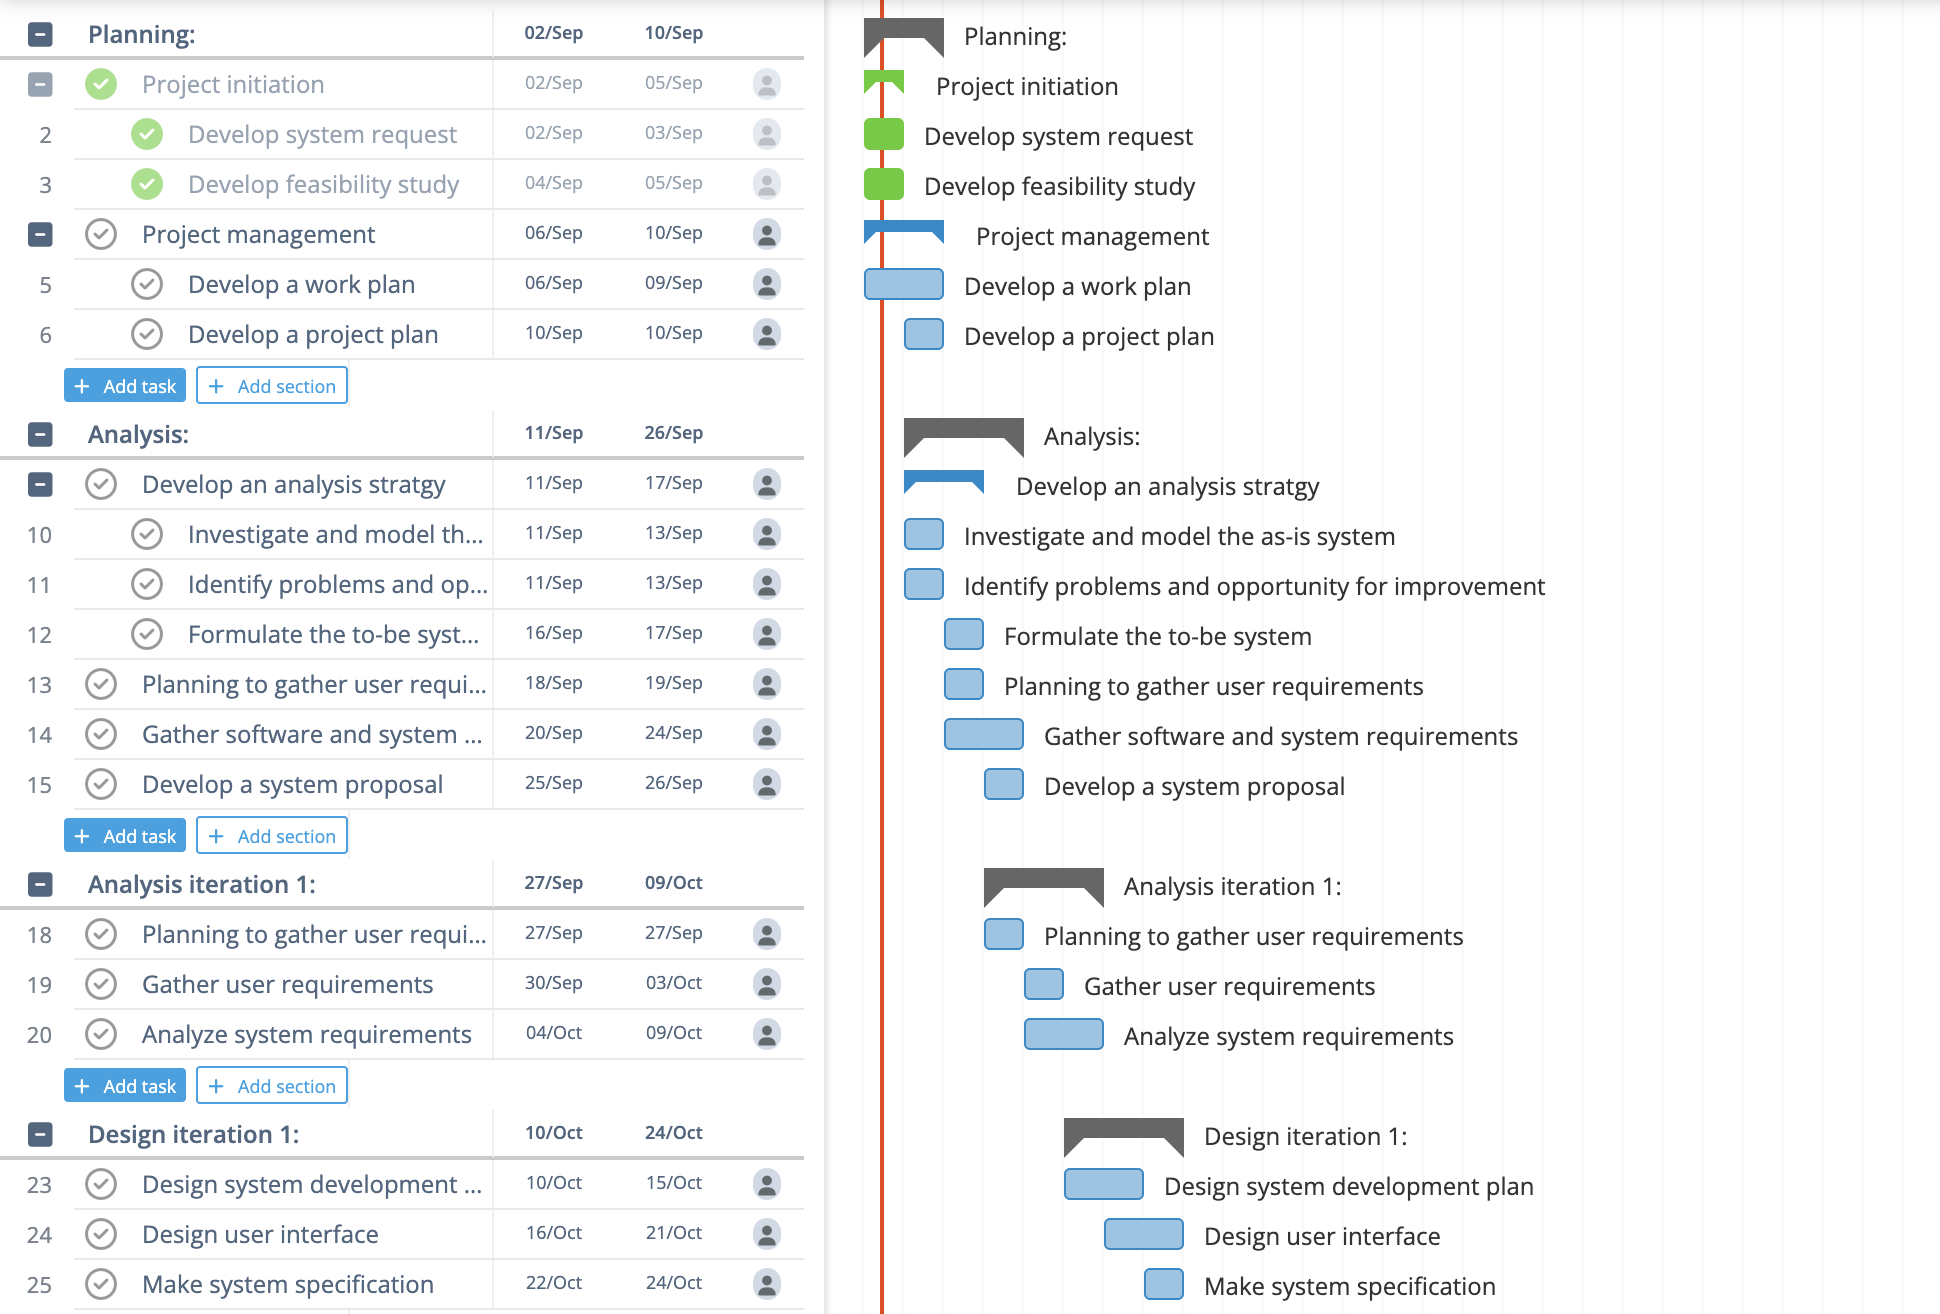 Planning: 02/Sep 10/Sep Planning:
Project initiation 02/Sep 05/Sep Project initiation
2 Develop system request 02/Sep 03/Sep Develop system request
3 Develop feasibility study 04/Sep 05/Sep Develop feasibility study
Project management 06/Sep 10/Sep Project management
5 Develop a work plan 06/Sep 09/Sep Develop a work plan
6 Develop a project plan 10/Sep 10/Sep Develop a project plan
+ Add task + Add section
Analysis: 11/Sep 26/Sep Analysis:
Develop an analysis stratgy 11/Sep 17/Sep Develop an analysis stratgy
10 Investigate and model th... 11/Sep 13/Sep Investigate and model the as-is system
11 Identify problems and op... 11/Sep 13/Sep Identify problems and opportunity for improvement
12 Formulate the to-be syst... 16/Sep 17/Sep Formulate the to-be system
13 Planning to gather user requi... 18/Sep 19/Sep Planning to gather user requirements
14 Gather software and system ... 20/Sep 24/Sep Gather software and system requirements
15 Develop a system proposal 25/Sep 26/Sep Develop a system proposal
+ Add task + Add section
Analysis iteration 1: 27/Sep 09/Oct Analysis iteration 1:
18 Planning to gather user requi... 27/Sep 27/Sep Planning to gather user requirements
19 Gather user requirements 30/Sep 03/Oct Gather user requirements
20 Analyze system requirements 04/Oct 09/Oct Analyze system requirements
+ Add task + Add section
Design iteration 1: 10/Oct 24/Oct Design iteration 1:
23 Design system development ... 10/Oct 15/Oct Design system development plan
24 Design user interface 16/Oct 21/Oct Design user interface
25 Make system specification 22/Oct 24/Oct Make system specification